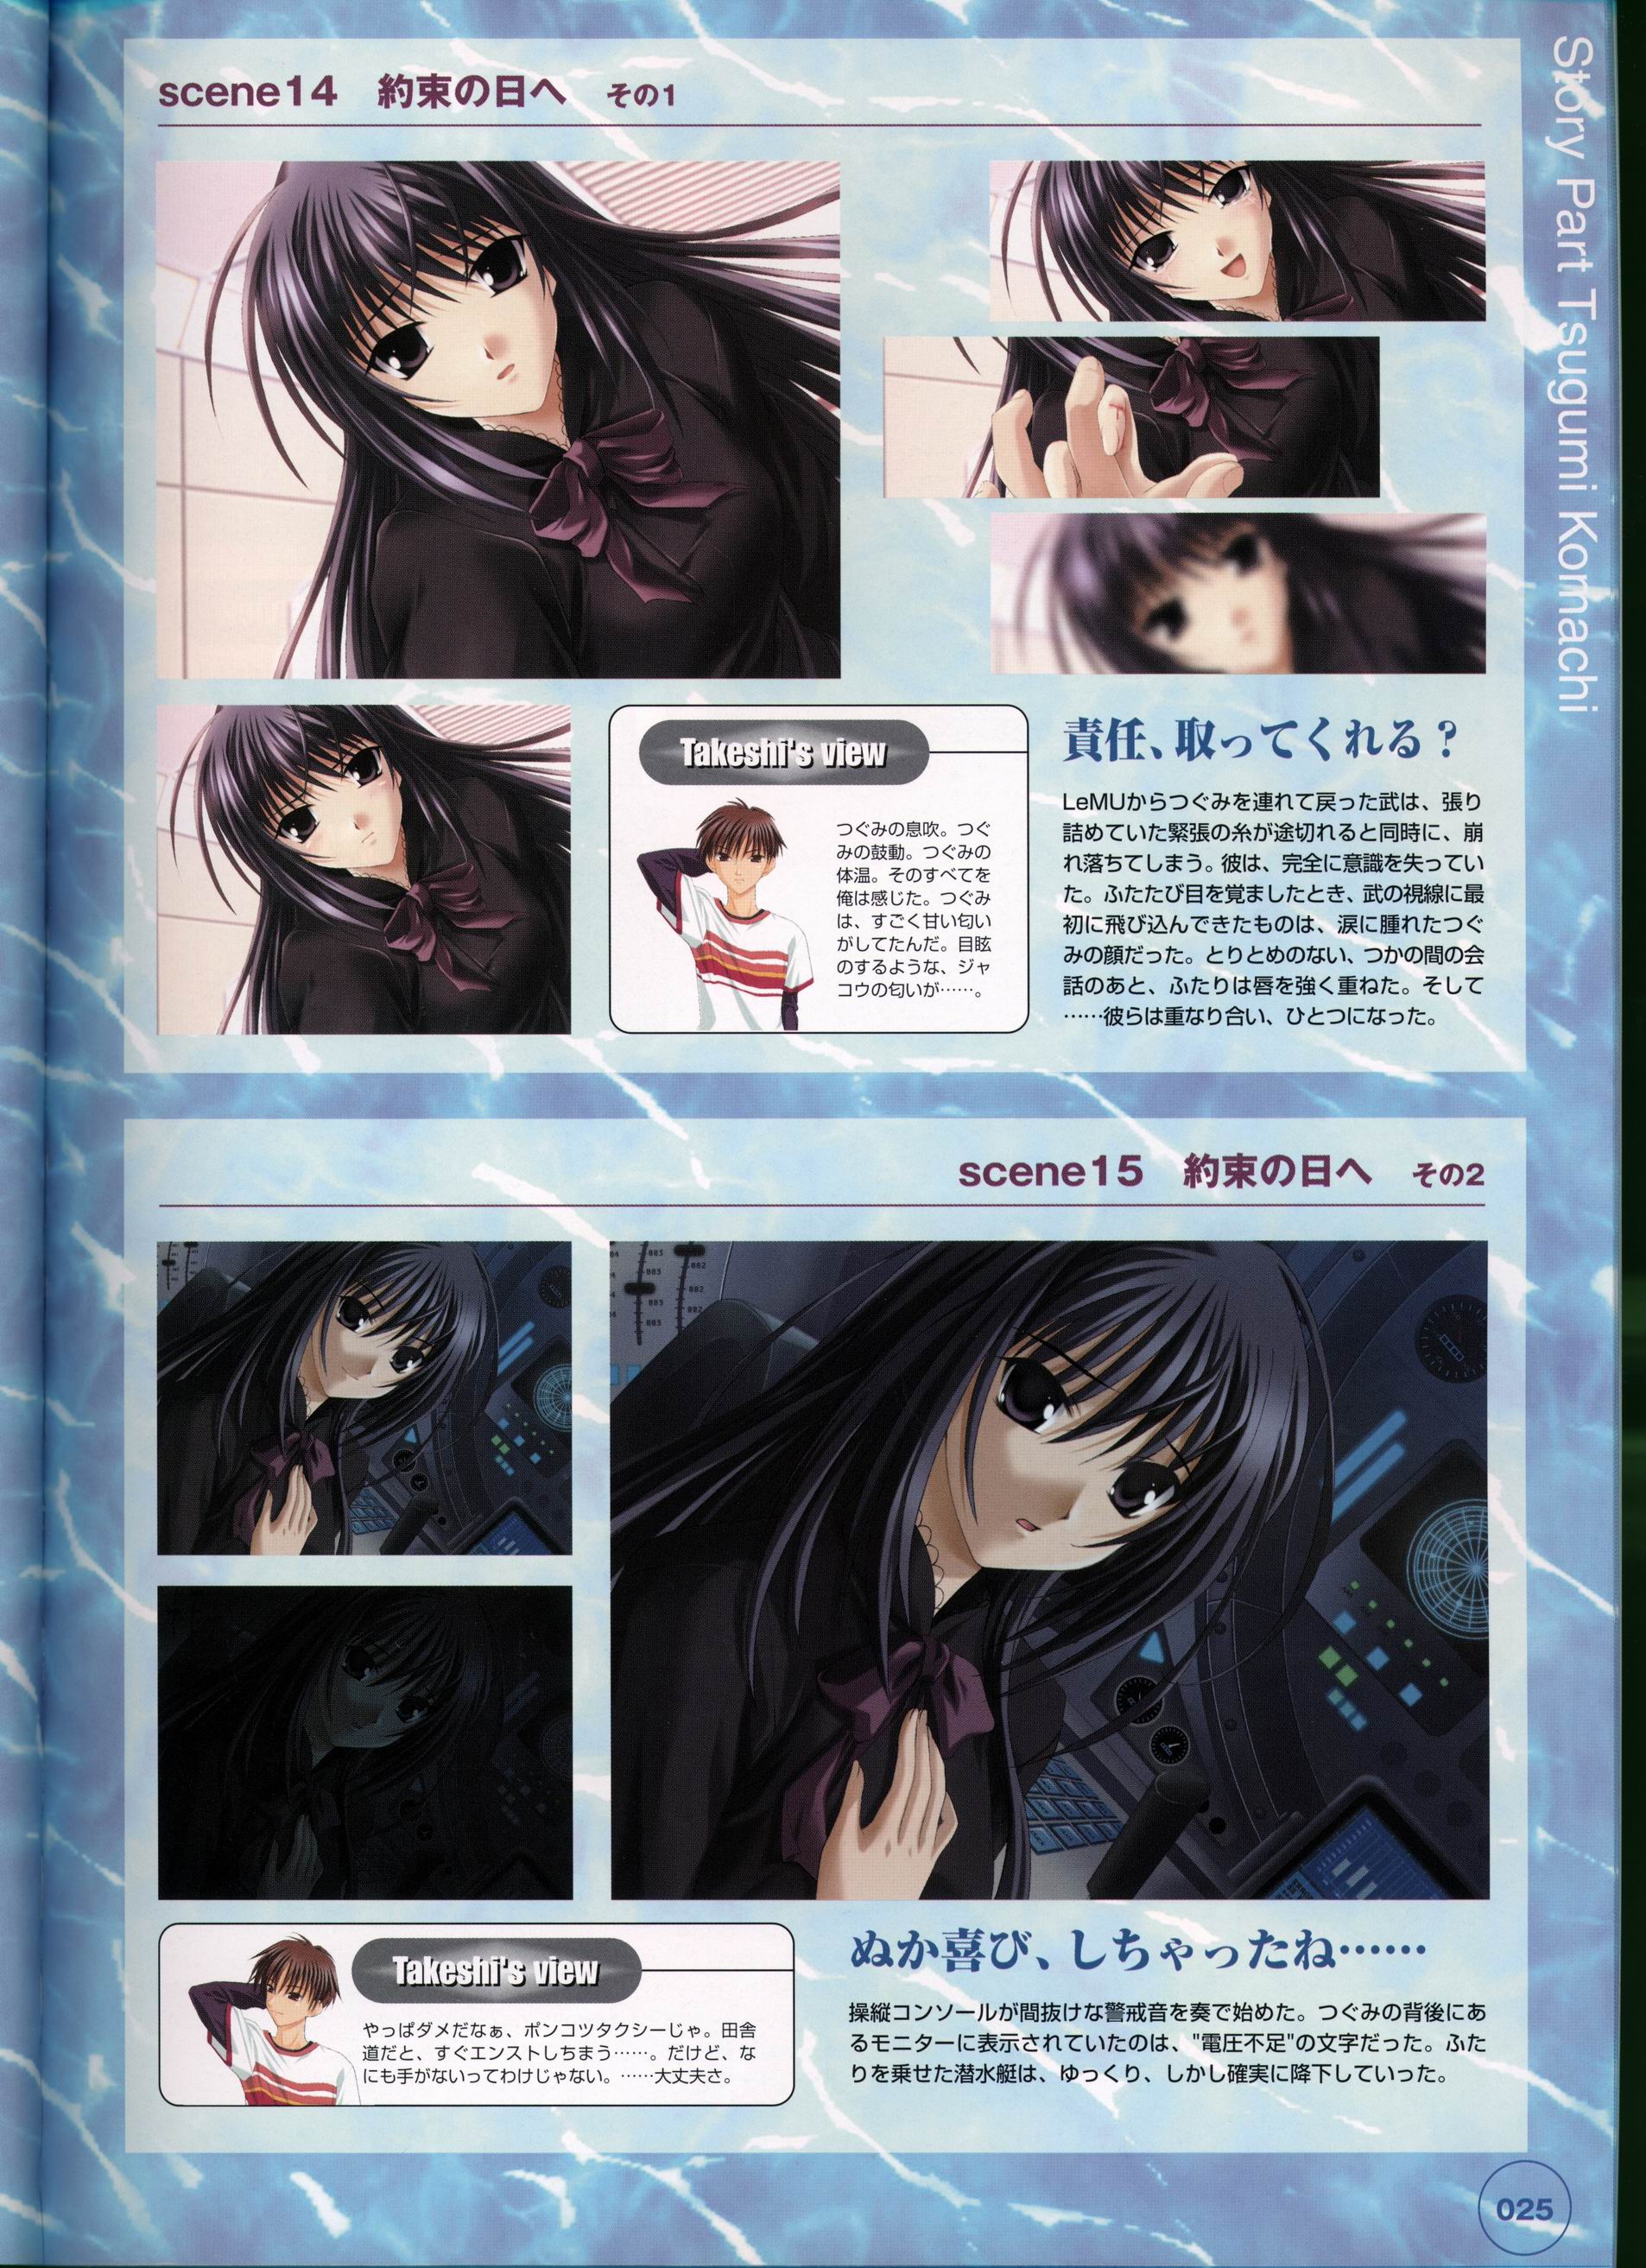 Story Part Tsugumi Komachi
scene14 約束の日へ その1
Takeshi's view
つぐみの息吹。つぐ
みの鼓動。つぐみの
体温。そのすべてを
俺は感じた。つぐみ
は、すごく甘い匂い
がしてたんだ。目眩
のするような、ジャ
コウの匂いが……。
責任、取ってくれる？
LeMUからつぐみを連れて戻った武は、張り
詰めていた緊張の糸が途切れると同時に、崩
れ落ちてしまう。彼は、完全に意識を失ってい
た。ふたたび目を覚ましたとき、武の視線に最
初に飛び込んできたものは、涙に腫れたつぐ
みの顔だった。とりとめのない、つかの間の会
話のあと、ふたりは唇を強く重ねた。そして
……彼らは重なり合い、ひとつになった。
scene15 約束の日へ その2
Takeshi's view
やっぱダメだなぁ、ポンコツタクシーじゃ。田舎
道だと、すぐエンストしちまう……。だけど、な
にも手がないってわけじゃない。……大丈夫さ。
ぬか喜び、しちゃったね……
操縦コンソールが間抜けな警戒音を奏で始めた。つぐみの背後にあ
るモニターに表示されていたのは、"電圧不足"の文字だった。ふた
りを乗せた潜水艇は、ゆっくり、しかし確実に降下していった。
025